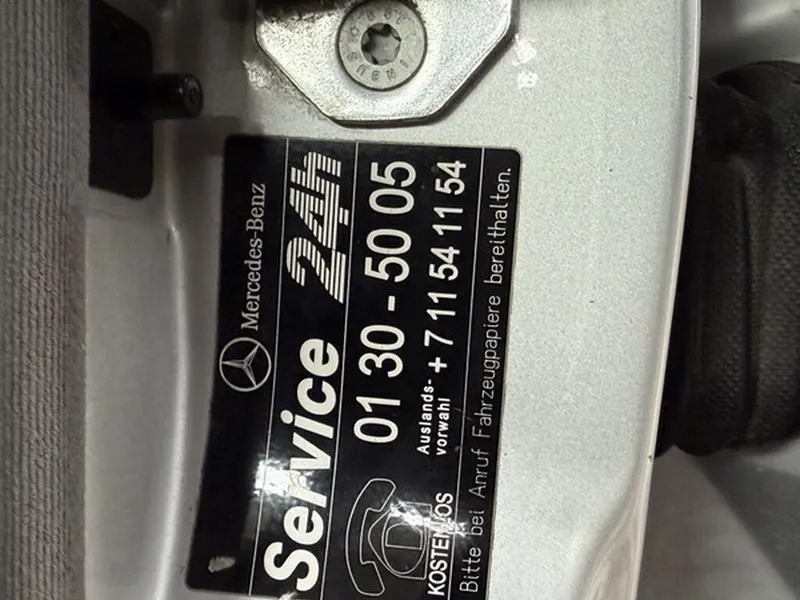 INBUS
Mercedes-Benz
Service 24h
01 30 - 50 05
KOSTENLOS
Auslands-
vorwahl + 7 11 54 11 54
Bitte bei Anruf Fahrzeugpapiere bereithalten.